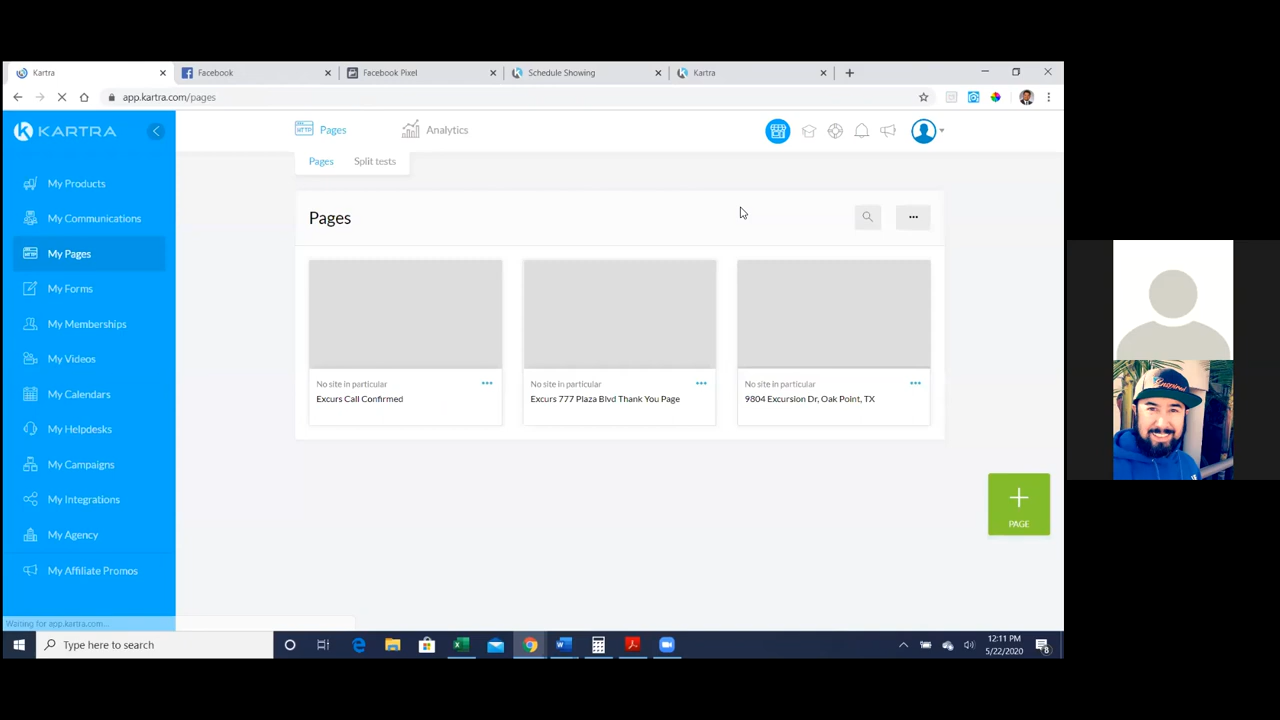 Kartra
Facebook
Facebook Pixel
Schedule Showing
Kartra
app.kartra.com/pages
KARTRA
My Products
My Communications
My Pages
My Forms
My Memberships
My Videos
My Calendars
My Helpdesks
My Campaigns
My Integrations
My Agency
My Affiliate Promos
HTTP Pages
Analytics
Pages
Split tests
Pages
No site in particular
Excurs Call Confirmed
No site in particular
Excurs 777 Plaza Blvd Thank You Page
No site in particular
9804 Excursion Dr, Oak Point, TX
PAGE
Waiting for app.kartra.com...
Type here to search
12:11 PM
5/22/2020
8
Inspired